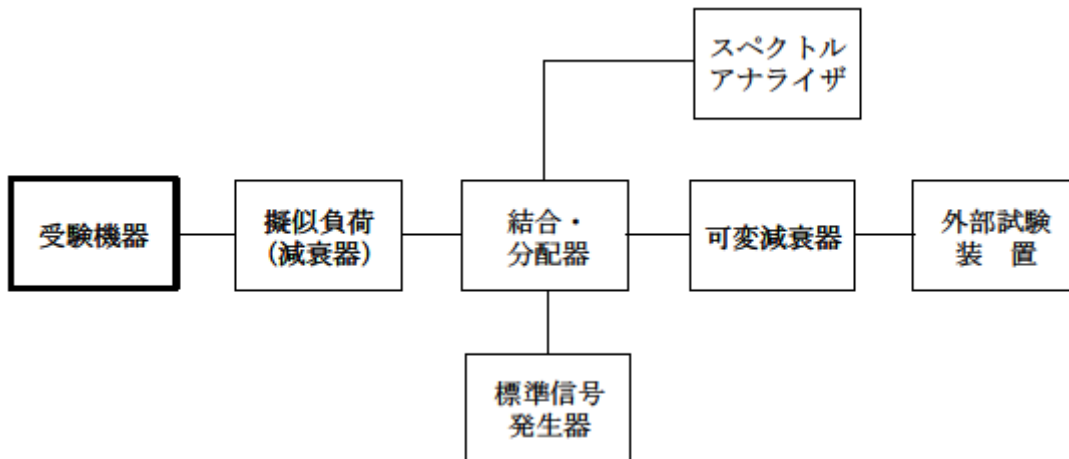 スペクトル
アナライザ
受験機器
擬似負荷
(減衰器)
結合・
分配器
可変減衰器
外部試験
装　置
標準信号
発生器